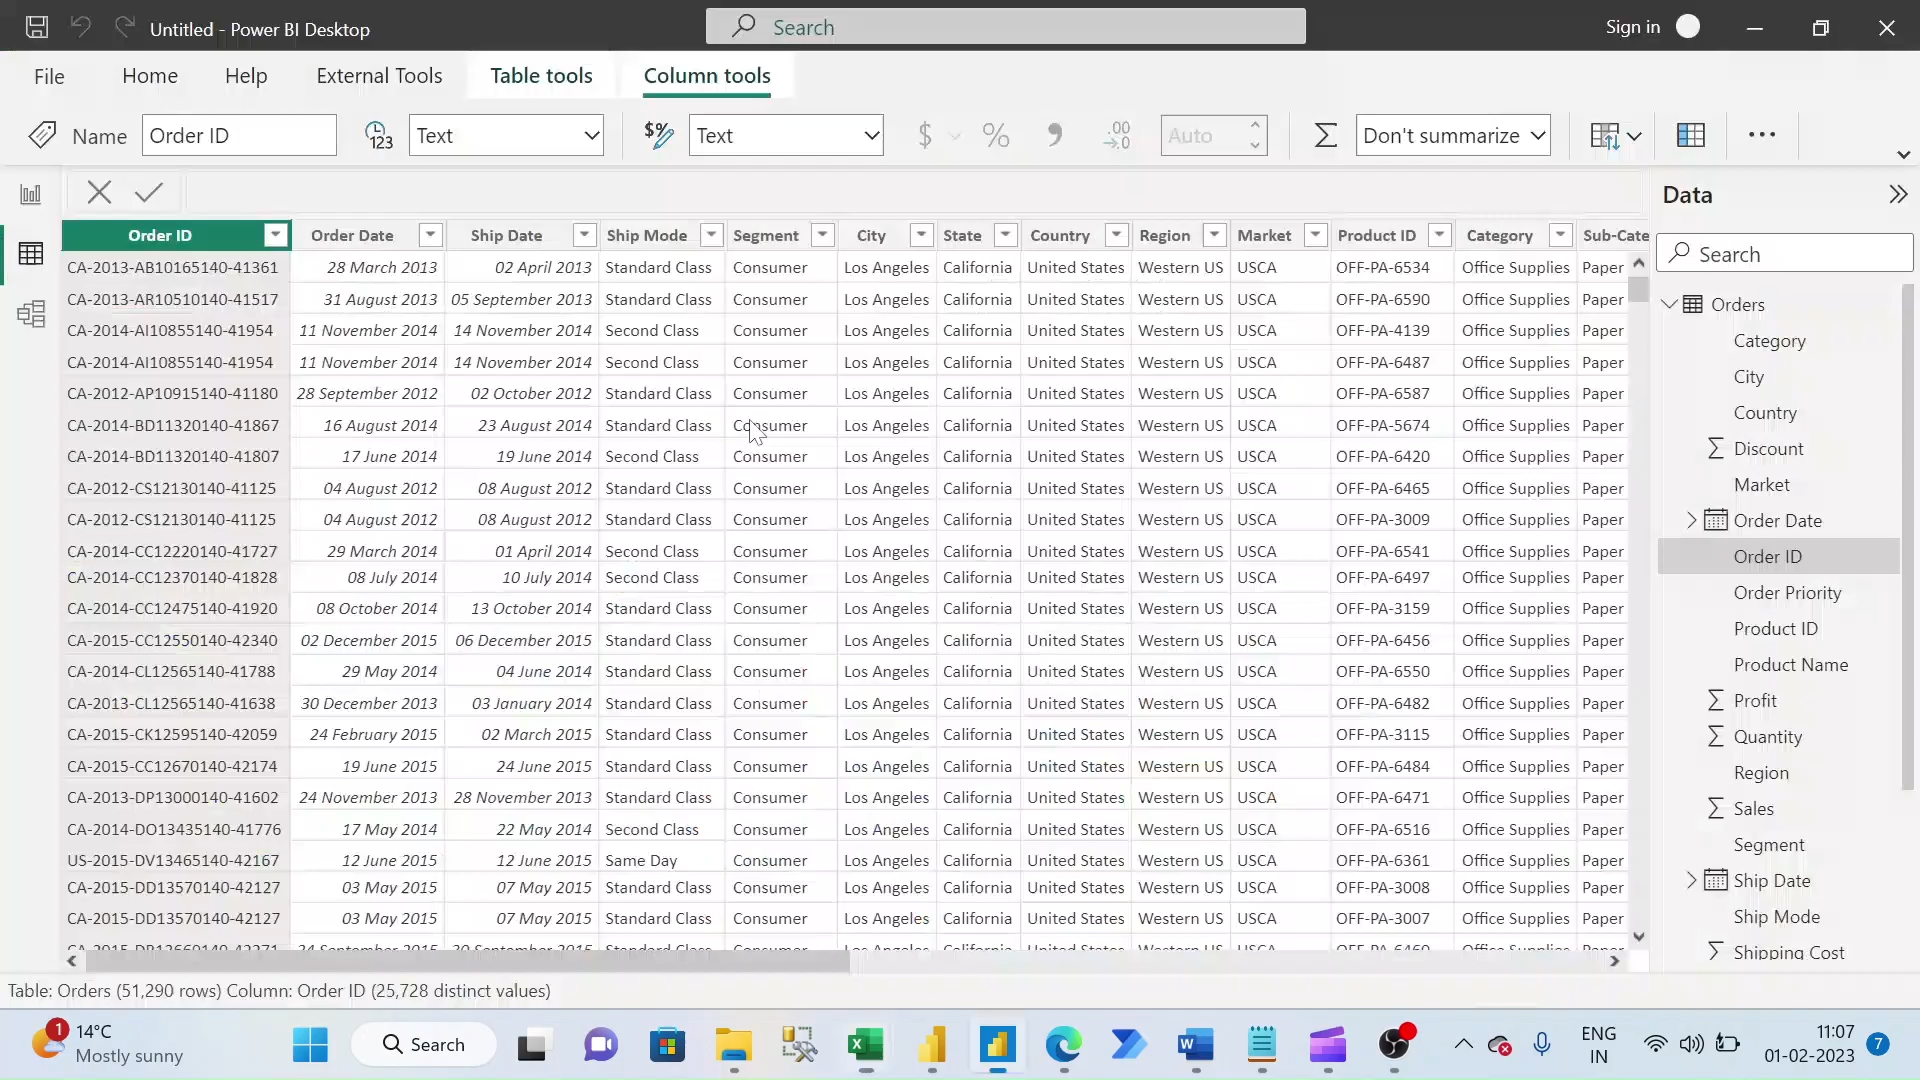 Untitled - Power BI Desktop
Search
Sign in
File Home Help External Tools Table tools Column tools
Name Order ID 123 Text $% Text $ % .00 →.0 Auto Σ Don't summarize
Data
Order ID Order Date Ship Date Ship Mode Segment City State Country Region Market Product ID Category Sub-Cate
CA-2013-AB10165140-41361 28 March 2013 02 April 2013 Standard Class Consumer Los Angeles California United States Western US USCA OFF-PA-6534 Office Supplies Paper
CA-2013-AR10510140-41517 31 August 2013 05 September 2013 Standard Class Consumer Los Angeles California United States Western US USCA OFF-PA-6590 Office Supplies Paper
CA-2014-AI10855140-41954 11 November 2014 14 November 2014 Second Class Consumer Los Angeles California United States Western US USCA OFF-PA-4139 Office Supplies Paper
CA-2014-AI10855140-41954 11 November 2014 14 November 2014 Second Class Consumer Los Angeles California United States Western US USCA OFF-PA-6487 Office Supplies Paper
CA-2012-AP10915140-41180 28 September 2012 02 October 2012 Standard Class Consumer Los Angeles California United States Western US USCA OFF-PA-6587 Office Supplies Paper
CA-2014-BD11320140-41867 16 August 2014 23 August 2014 Standard Class Consumer Los Angeles California United States Western US USCA OFF-PA-5674 Office Supplies Paper
CA-2014-BD11320140-41807 17 June 2014 19 June 2014 Second Class Consumer Los Angeles California United States Western US USCA OFF-PA-6420 Office Supplies Paper
CA-2012-CS12130140-41125 04 August 2012 08 August 2012 Standard Class Consumer Los Angeles California United States Western US USCA OFF-PA-6465 Office Supplies Paper
CA-2012-CS12130140-41125 04 August 2012 08 August 2012 Standard Class Consumer Los Angeles California United States Western US USCA OFF-PA-3009 Office Supplies Paper
CA-2014-CC12220140-41727 29 March 2014 01 April 2014 Second Class Consumer Los Angeles California United States Western US USCA OFF-PA-6541 Office Supplies Paper
CA-2014-CC12370140-41828 08 July 2014 10 July 2014 Second Class Consumer Los Angeles California United States Western US USCA OFF-PA-6497 Office Supplies Paper
CA-2014-CC12475140-41920 08 October 2014 13 October 2014 Standard Class Consumer Los Angeles California United States Western US USCA OFF-PA-3159 Office Supplies Paper
CA-2015-CC12550140-42340 02 December 2015 06 December 2015 Standard Class Consumer Los Angeles California United States Western US USCA OFF-PA-6456 Office Supplies Paper
CA-2014-CL12565140-41788 29 May 2014 04 June 2014 Standard Class Consumer Los Angeles California United States Western US USCA OFF-PA-6550 Office Supplies Paper
CA-2013-CL12565140-41638 30 December 2013 03 January 2014 Standard Class Consumer Los Angeles California United States Western US USCA OFF-PA-6482 Office Supplies Paper
CA-2015-CK12595140-42059 24 February 2015 02 March 2015 Standard Class Consumer Los Angeles California United States Western US USCA OFF-PA-3115 Office Supplies Paper
CA-2015-CC12670140-42174 19 June 2015 24 June 2015 Standard Class Consumer Los Angeles California United States Western US USCA OFF-PA-6484 Office Supplies Paper
CA-2013-DP13000140-41602 24 November 2013 28 November 2013 Standard Class Consumer Los Angeles California United States Western US USCA OFF-PA-6471 Office Supplies Paper
CA-2014-DO13435140-41776 17 May 2014 22 May 2014 Second Class Consumer Los Angeles California United States Western US USCA OFF-PA-6516 Office Supplies Paper
US-2015-DV13465140-42167 12 June 2015 12 June 2015 Same Day Consumer Los Angeles California United States Western US USCA OFF-PA-6361 Office Supplies Paper
CA-2015-DD13570140-42127 03 May 2015 07 May 2015 Standard Class Consumer Los Angeles California United States Western US USCA OFF-PA-3008 Office Supplies Paper
CA-2015-DD13570140-42127 03 May 2015 07 May 2015 Standard Class Consumer Los Angeles California United States Western US USCA OFF-PA-3007 Office Supplies Paper
Search
Orders
Category
City
Country
Σ Discount
Market
Order Date
Order ID
Order Priority
Product ID
Product Name
Σ Profit
Σ Quantity
Region
Σ Sales
Segment
Ship Date
Ship Mode
Σ Shipping Cost
Table: Orders (51,290 rows) Column: Order ID (25,728 distinct values)
1 14°C
Mostly sunny
Search
ENG
IN
11:07
01-02-2023
7